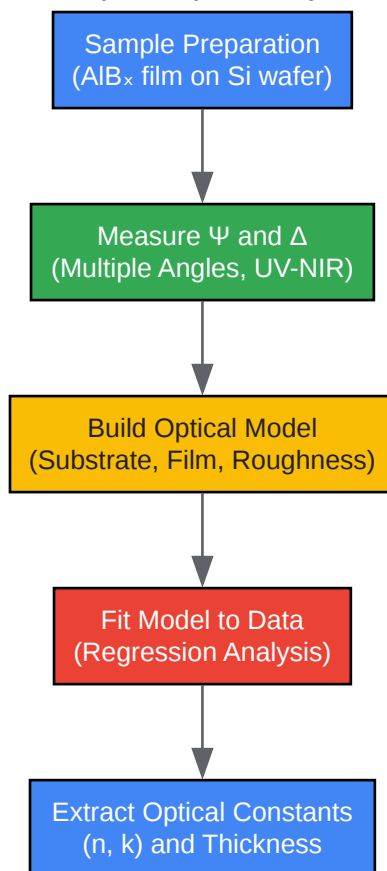 Sample Preparation
(AlBₓ film on Si wafer)
Measure Ψ and Δ
(Multiple Angles, UV-NIR)
Build Optical Model
(Substrate, Film, Roughness)
Fit Model to Data
(Regression Analysis)
Extract Optical Constants
(n, k) and Thickness